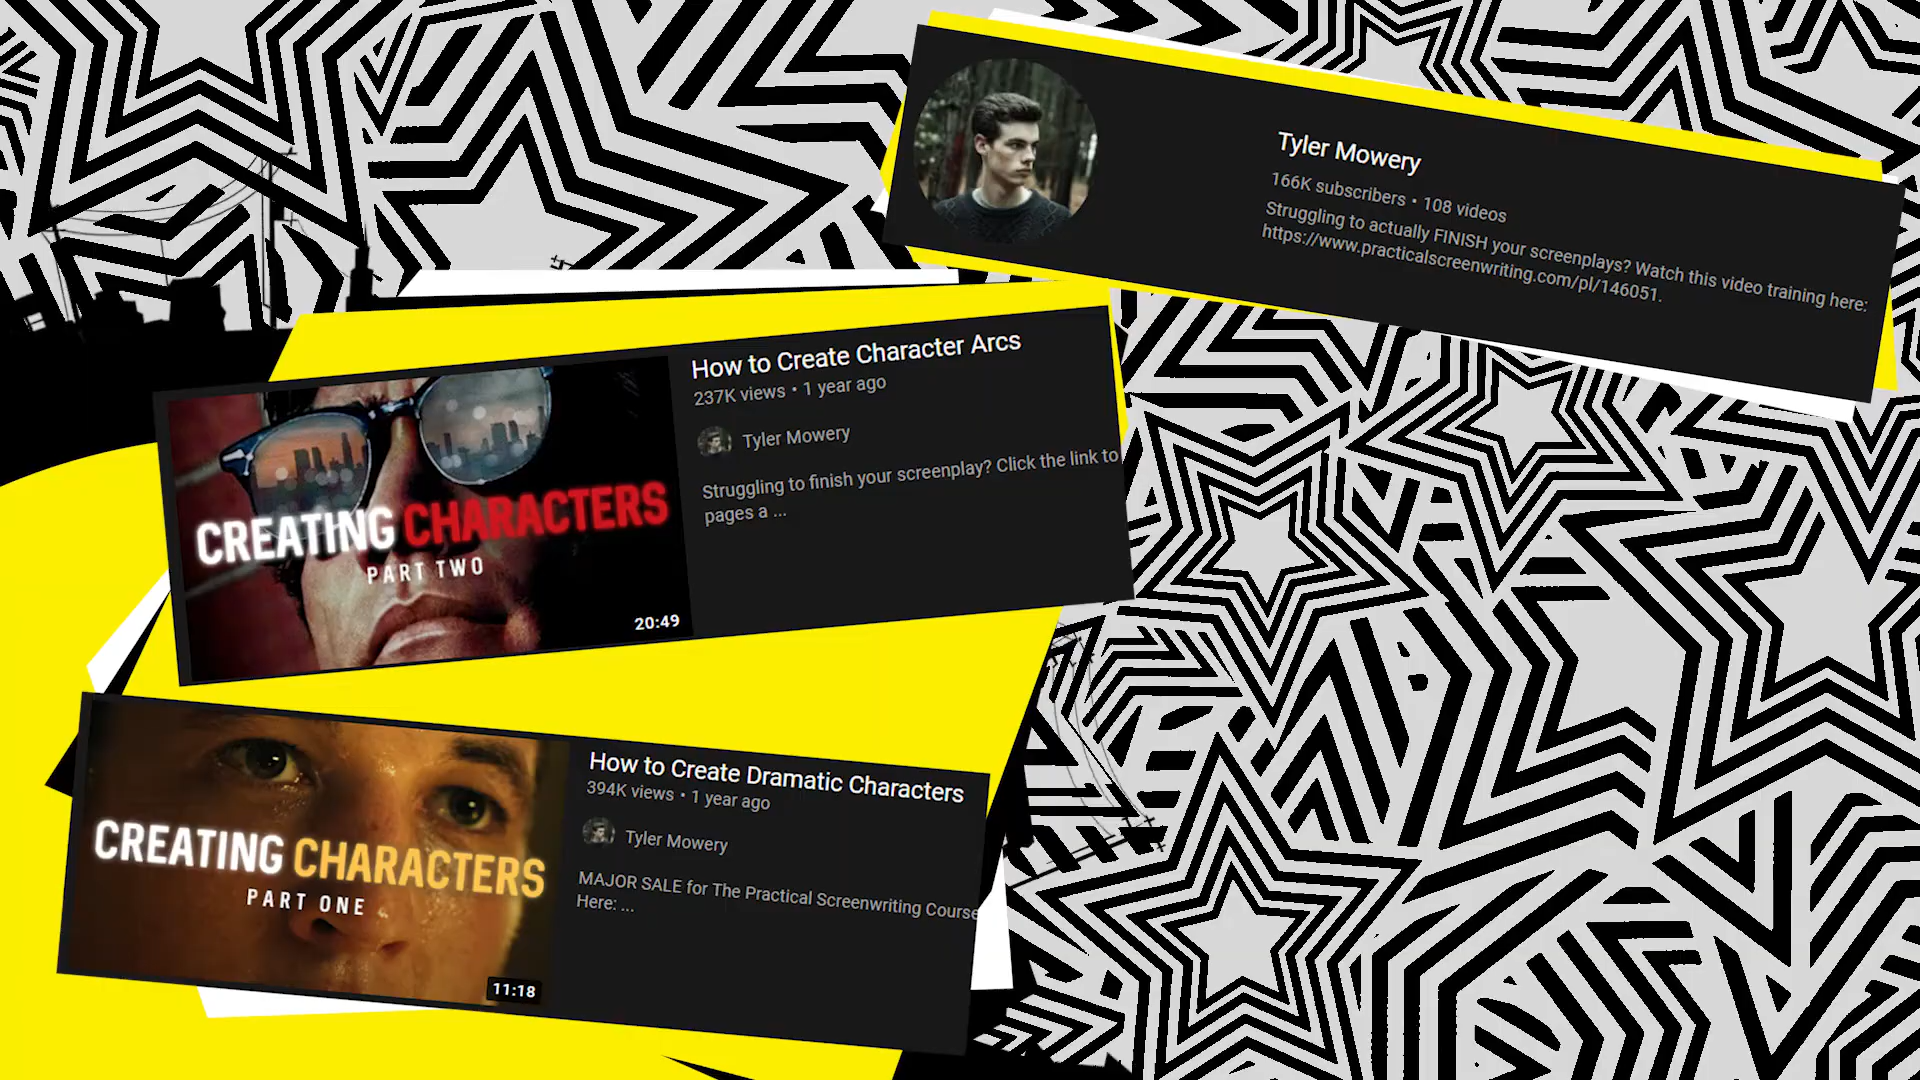 Tyler Mowery
166K subscribers • 108 videos
Struggling to actually FINISH your screenplays? Watch this video training here:
https://www.practicalscreenwriting.com/pl/146051.
How to Create Character Arcs
237K views • 1 year ago
Tyler Mowery
Struggling to finish your screenplay? Click the link to
pages a ...
CREATING CHARACTERS
PART TWO
20:49
How to Create Dramatic Characters
394K views • 1 year ago
Tyler Mowery
MAJOR SALE for The Practical Screenwriting Course
Here: ...
CREATING CHARACTERS
PART ONE
11:18